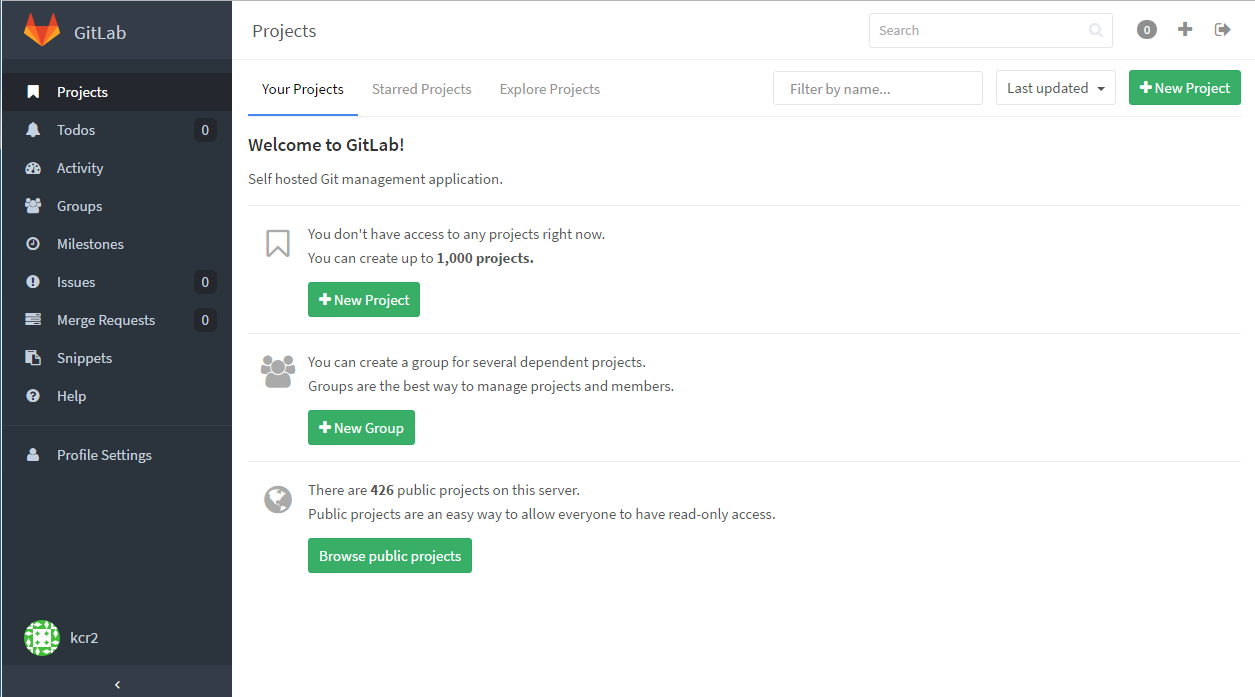 GitLab
Projects
Search
0
Projects
Todos 0
Activity
Groups
Milestones
Issues 0
Merge Requests 0
Snippets
Help
Profile Settings
kcr2
Your Projects Starred Projects Explore Projects
Filter by name...
Last updated
New Project
Welcome to GitLab!
Self hosted Git management application.
You don't have access to any projects right now.
You can create up to 1,000 projects.
New Project
You can create a group for several dependent projects.
Groups are the best way to manage projects and members.
New Group
There are 426 public projects on this server.
Public projects are an easy way to allow everyone to have read-only access.
Browse public projects